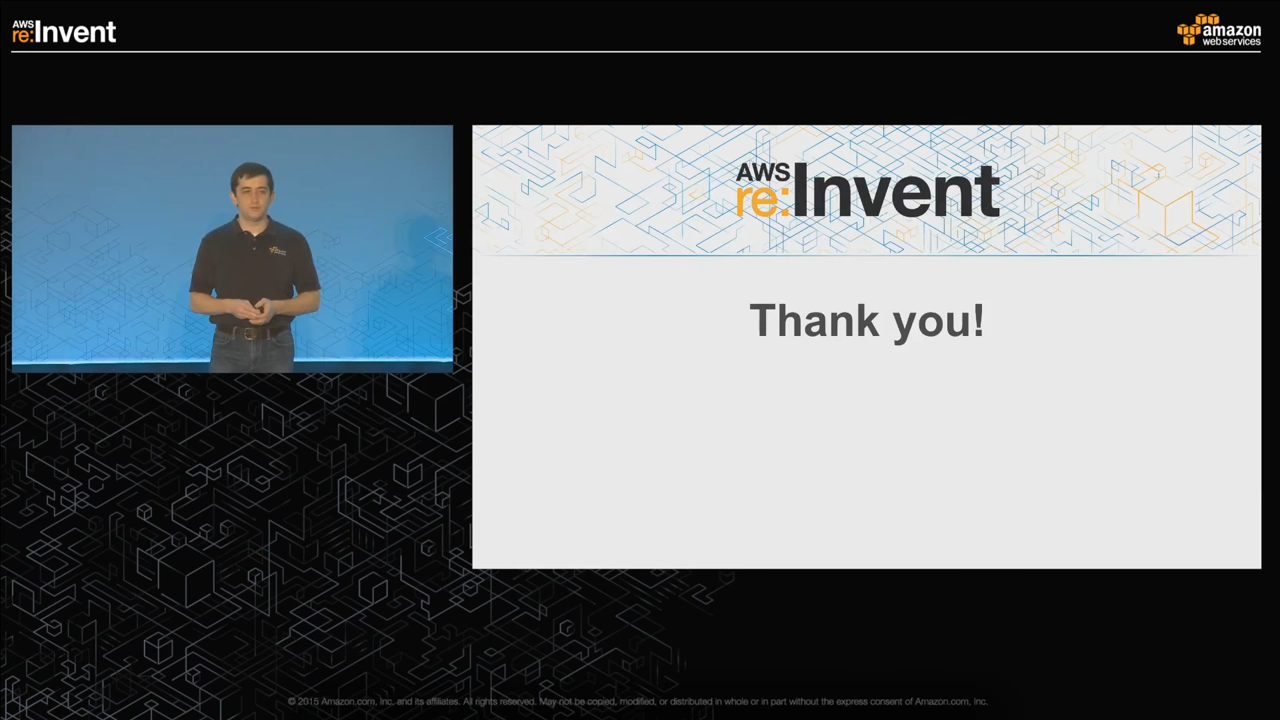 AWS
re:Invent
amazon
web services
AWS
re:Invent
Thank you!
© 2015 Amazon.com, Inc. and its affiliates. All rights reserved. May not be copied, modified, or distributed in whole or in part without the express consent of Amazon.com, Inc.